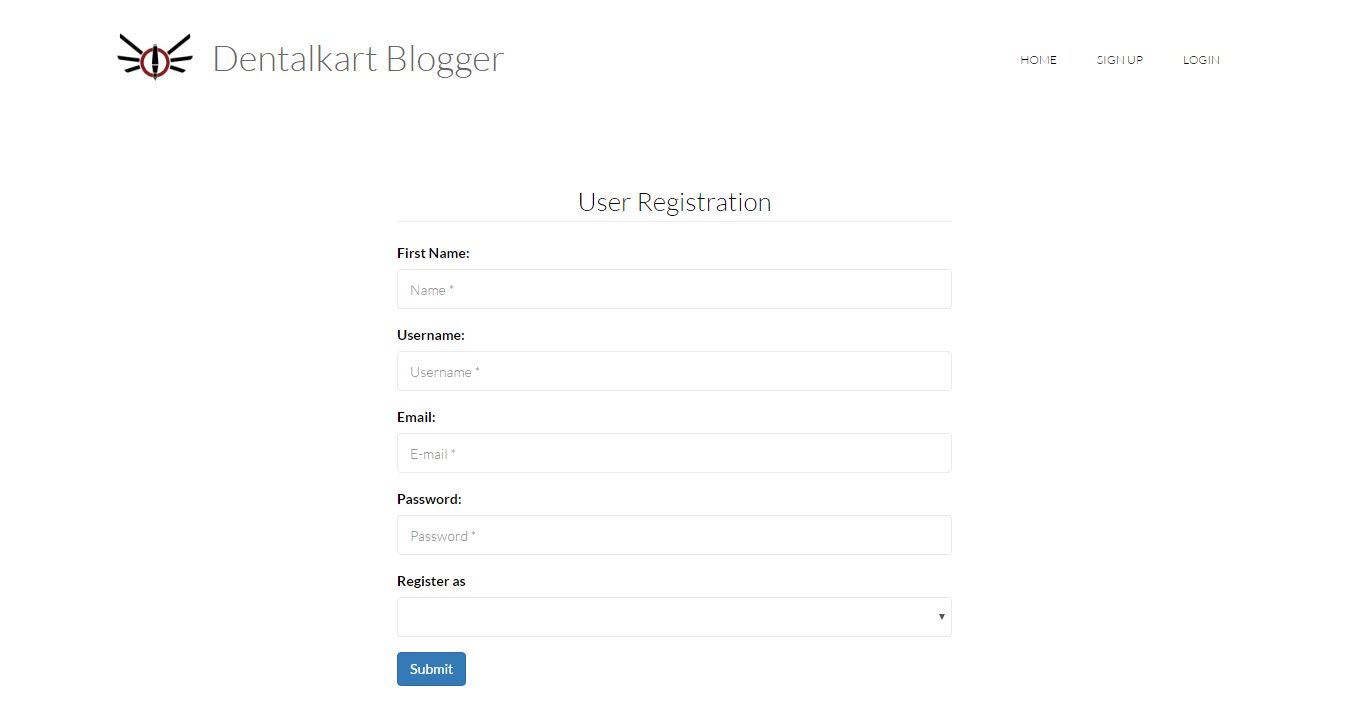 Dentalkart Blogger
HOME SIGN UP LOGIN
User Registration
First Name:
Name *
Username:
Username *
Email:
E-mail *
Password:
Password *
Register as
Submit